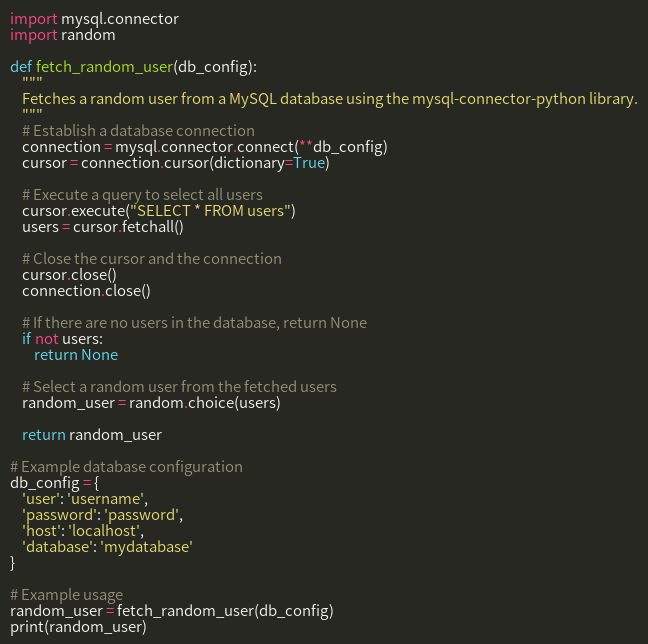 import mysql.connector
import random

def fetch_random_user(db_config):
    """
    Fetches a random user from a MySQL database using the mysql-connector-python library.
    """
    # Establish a database connection
    connection = mysql.connector.connect(**db_config)
    cursor = connection.cursor(dictionary=True)

    # Execute a query to select all users
    cursor.execute("SELECT * FROM users")
    users = cursor.fetchall()

    # Close the cursor and the connection
    cursor.close()
    connection.close()

    # If there are no users in the database, return None
    if not users:
        return None

    # Select a random user from the fetched users
    random_user = random.choice(users)

    return random_user

# Example database configuration
db_config = {
    'user': 'username',
    'password': 'password',
    'host': 'localhost',
    'database': 'mydatabase'
}

# Example usage
random_user = fetch_random_user(db_config)
print(random_user)